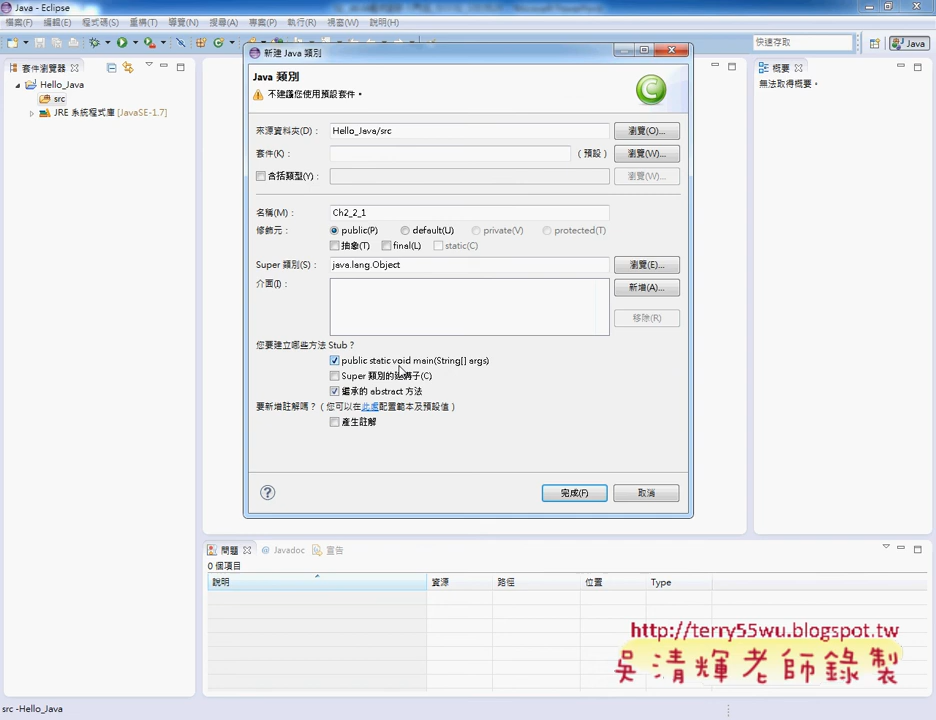 Java - Eclipse
檔案(F) 編輯(E) 程式碼(S) 重構(T) 導覽(N) 搜尋(A) 專案(P) 執行(R) 視窗(W) 說明(H)
快速存取
Java
套件瀏覽器
Hello_Java
src
JRE 系統程式庫 [JavaSE-1.7]
新建 Java 類別
Java 類別
不建議您使用預設套件。
來源資料夾(D):
Hello_Java/src
瀏覽(O)...
套件(K):
(預設)
瀏覽(W)...
含括類型(Y):
瀏覽(W)...
名稱(M):
Ch2_2_1
修飾元:
public(P) default(U) private(V) protected(T)
抽象(T) final(L) static(C)
Super 類別(S):
java.lang.Object
瀏覽(E)...
介面(I):
新增(A)...
移除(R)
您要建立哪些方法 Stub?
public static void main(String[] args)
Super 類別的建構子(C)
繼承的 abstract 方法
要新增註解嗎?(您可以在此處配置範本及預設值)
產生註解
?
完成(F)
取消
概要
無法取得概要。
問題 @ Javadoc 宣告
0 個項目
說明 資源 路徑 位置 Type
http://terry55wu.blogspot.tw
吳清輝老師錄製
src -Hello_Java